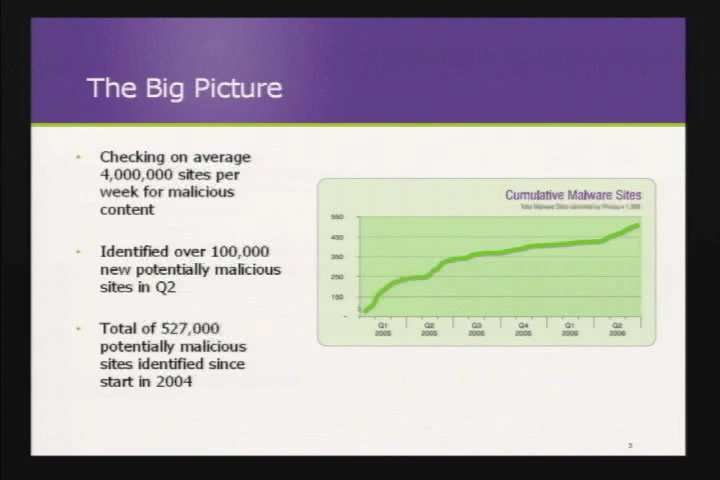 The Big Picture
Checking on average
4,000,000 sites per
week for malicious
content
Identified over 100,000
new potentially malicious
sites in Q2
Total of 527,000
potentially malicious
sites identified since
start in 2004
Cumulative Malware Sites
550
450
350
250
150
-
Q1 Q2 Q3 Q4 Q1 Q2
2005 2005 2005 2005 2006 2006
3